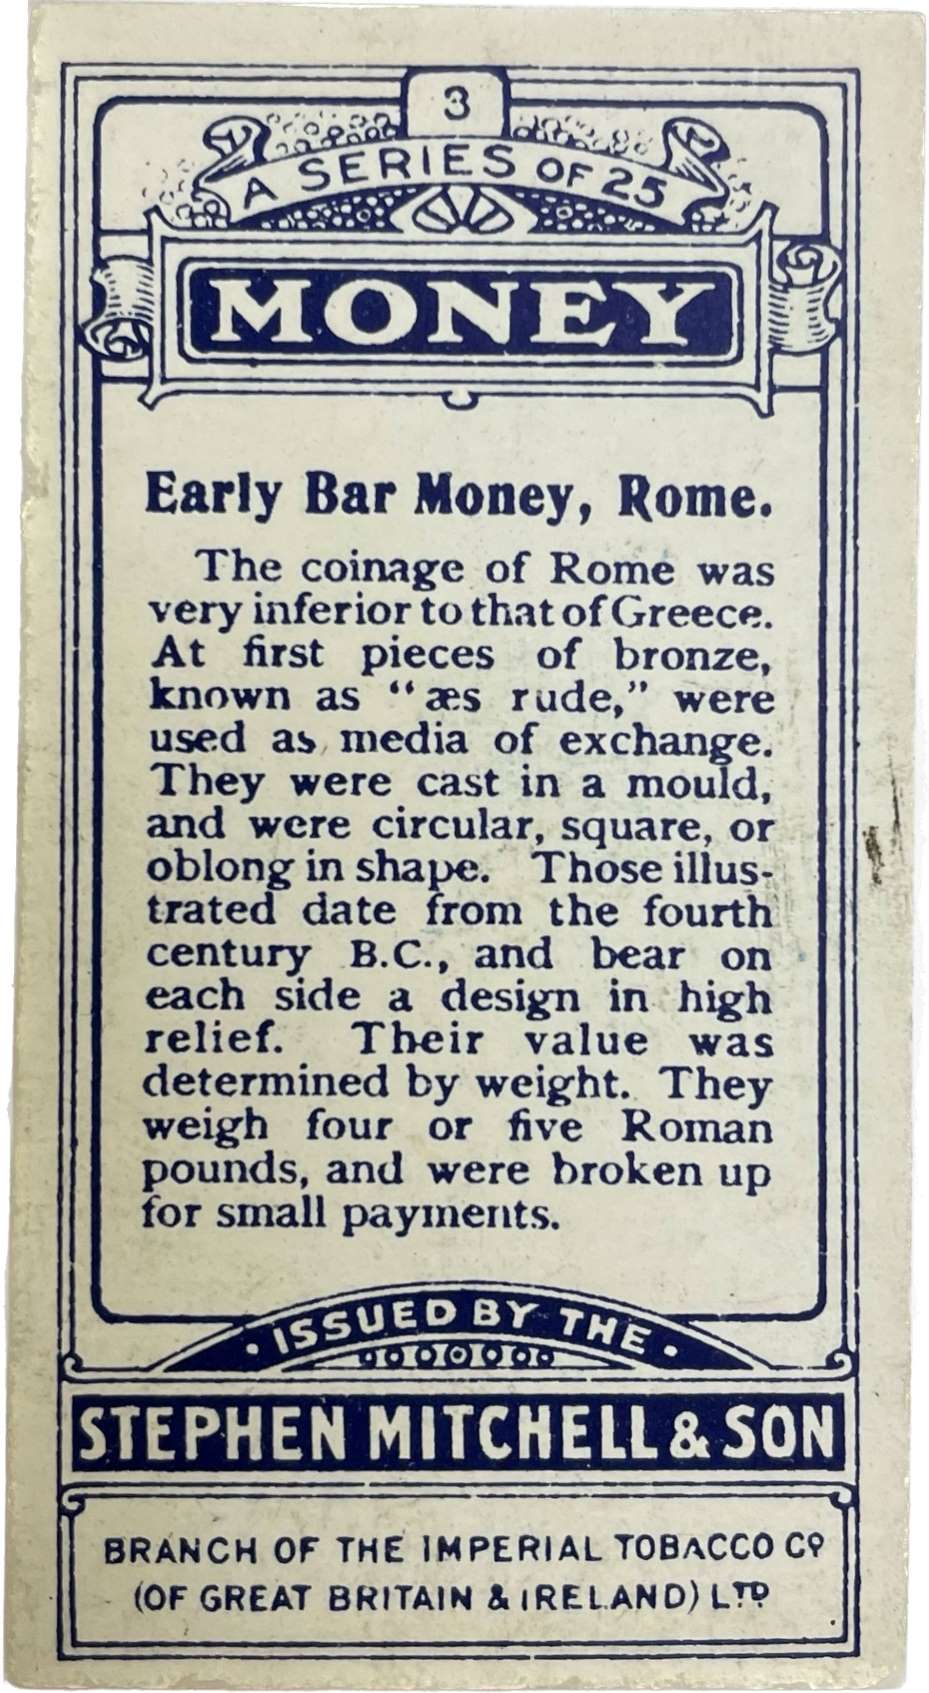 3
A SERIES OF 25
MONEY
Early Bar Money, Rome.
The coinage of Rome was
very inferior to that of Greece.
At first pieces of bronze,
known as “æs rude,” were
used as media of exchange.
They were cast in a mould,
and were circular, square, or
oblong in shape. Those illus-
trated date from the fourth
century B.C., and bear on
each side a design in high
relief. Their value was
determined by weight. They
weigh four or five Roman
pounds, and were broken up
for small payments.
• ISSUED BY THE •
STEPHEN MITCHELL & SON
BRANCH OF THE IMPERIAL TOBACCO Cº
(OF GREAT BRITAIN & IRELAND) LTD